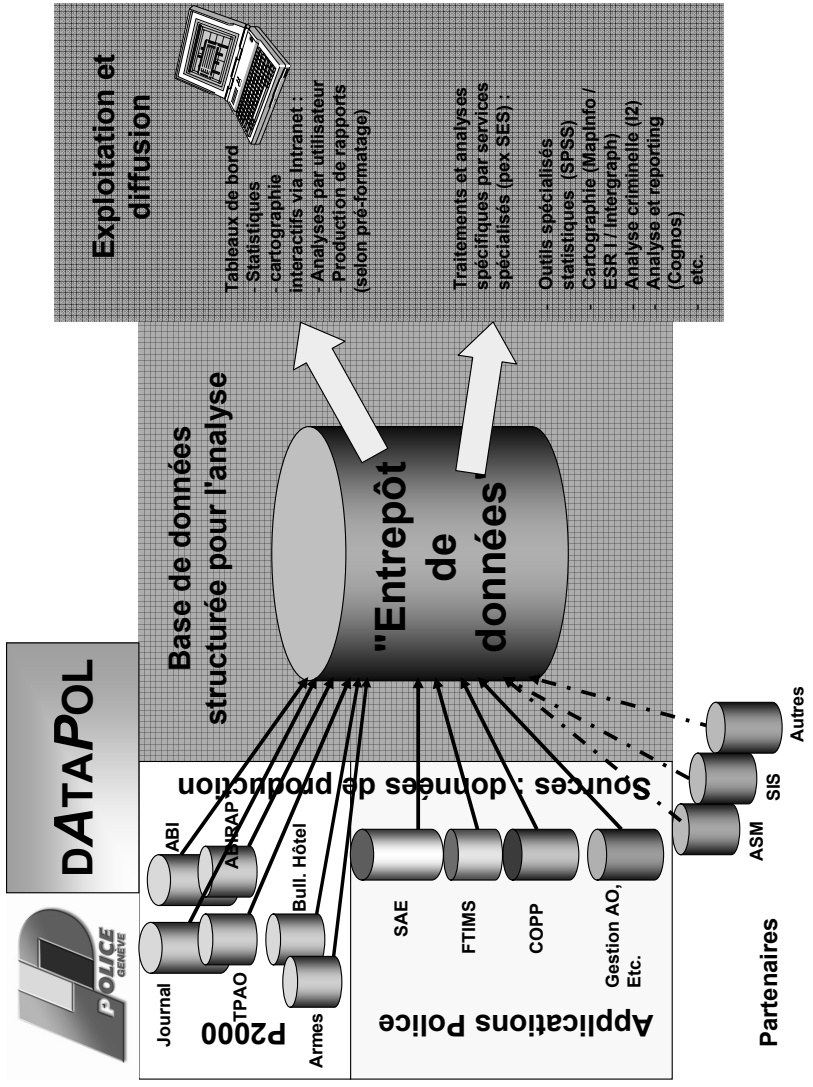 POLICE
GENEVE
DATAPOL
Base de données
structurée pour l'analyse
Exploitation et
diffusion
Sources : données de production
P2000
Journal
ABI
TPAO
ABIRAP
Armes
Bull. Hôtel
Applications Police
SAE
FTIMS
COPP
Gestion AO,
Etc.
Partenaires
ASM
SIS
Autres
"Entrepôt
de
données"
Tableaux de bord
- Statistiques
- cartographie
interactifs via Intranet :
- Analyses par utilisateur
- Production de rapports
(selon pré-formatage)
Traitements et analyses
spécifiques par services
spécialisés (pex SES) :
- Outils spécialisés
statistiques (SPSS)
- Cartographie (MapInfo /
ESR I / Intergraph)
- Analyse criminelle (I2)
- Analyse et reporting
(Cognos)
- etc.